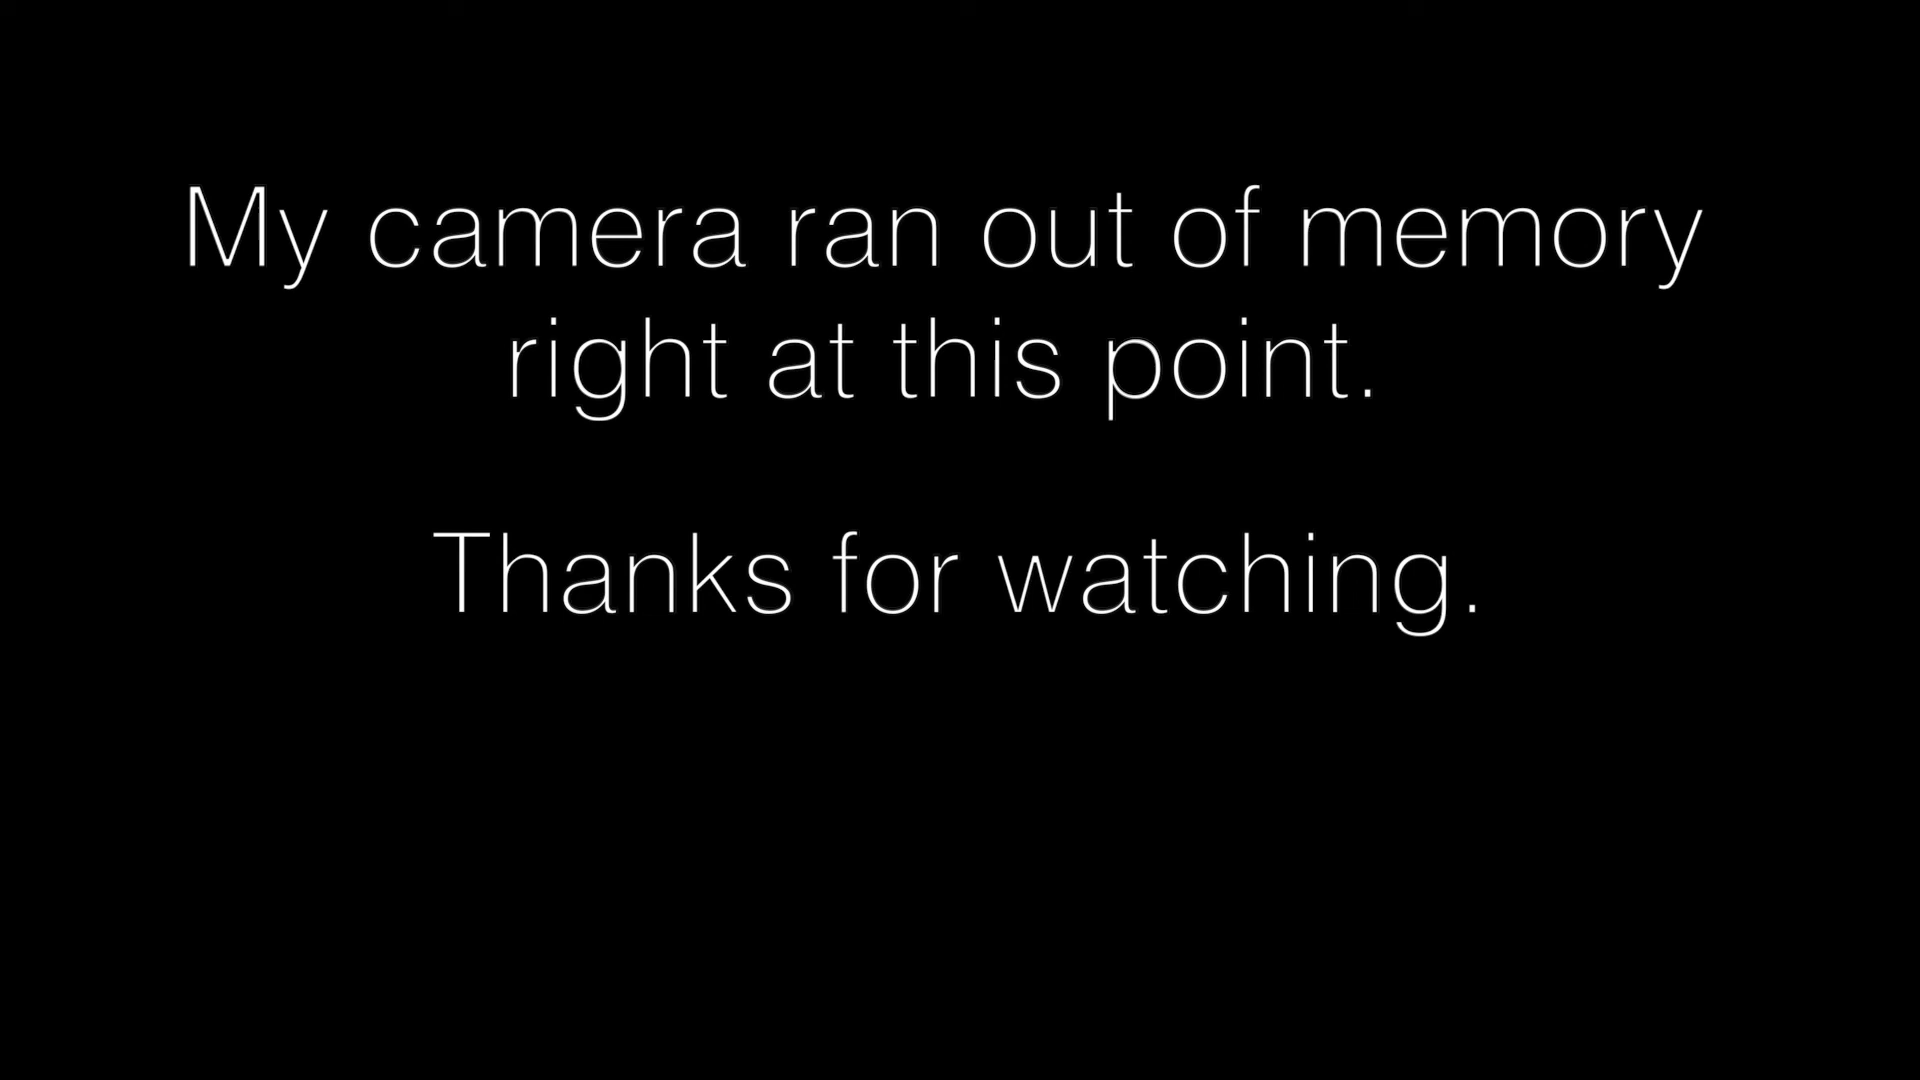 My camera ran out of memory
right at this point.
Thanks for watching.